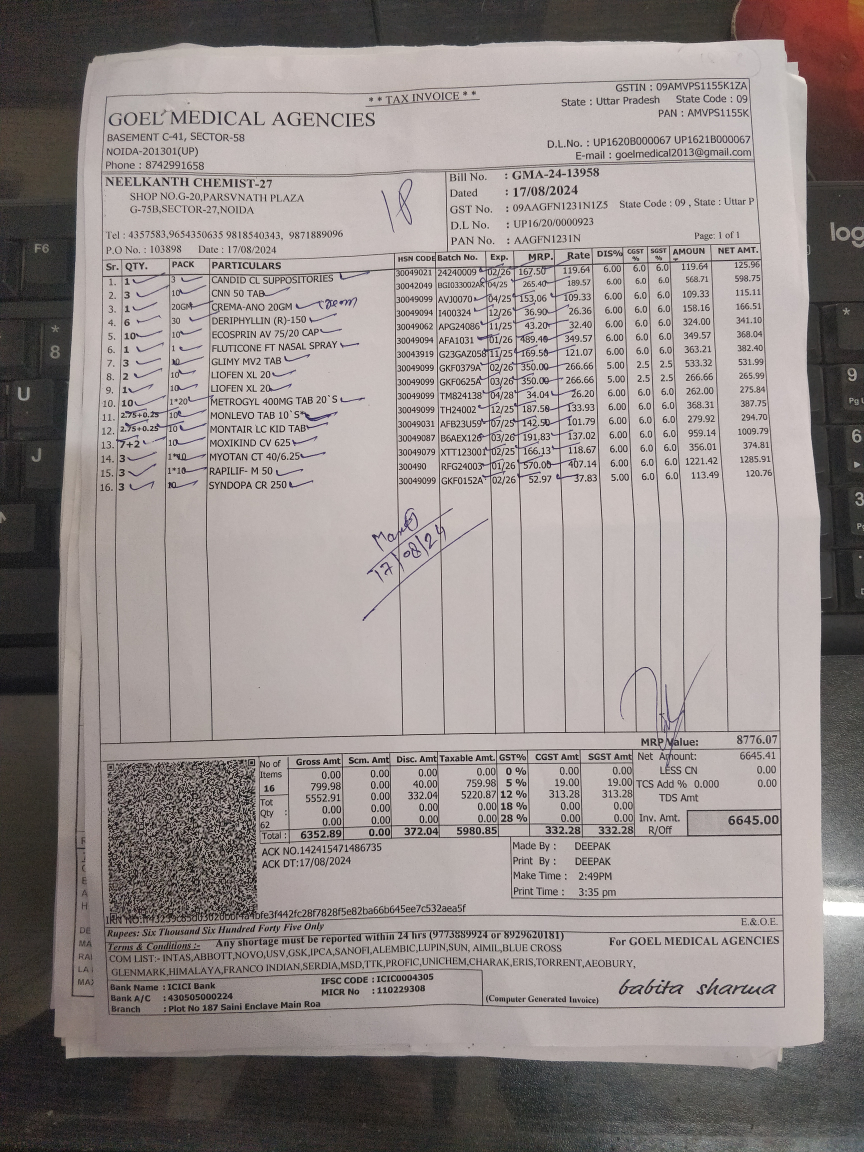 ** TAX INVOICE **
GSTIN : 09AMVPS1155K1ZA
State : Uttar Pradesh State Code : 09
PAN : AMVPS1155K
GOEL MEDICAL AGENCIES
BASEMENT C-41, SECTOR-58
NOIDA-201301(UP)
Phone : 8742991658
D.L.No. : UP1620B000067 UP1621B000067
E-mail : goelmedical2013@gmail.com
NEELKANTH CHEMIST-27
SHOP NO.G-20,PARSVNATH PLAZA
G-75B,SECTOR-27,NOIDA
Tel : 4357583,9654350635 9818540343, 9871889096
P.O No. : 103898 Date : 17/08/2024
18
Bill No. : GMA-24-13958
Dated : 17/08/2024
GST No. : 09AAGFN1231N1Z5 State Code : 09 , State : Uttar P
D.L No. : UP16/20/0000923
PAN No. : AAGFN1231N
Page: 1 of 1
Sr. QTY. PACK PARTICULARS HSN CODE Batch No. Exp. MRP. Rate DIS% CGST % SGST % AMOUN NET AMT.
1. 1 3 CANDID CL SUPPOSITORIES 30049021 24240009 02/26 167.50 119.64 6.00 6.0 6.0 119.64 125.96
2. 3 10 CNN 50 TAB 30042049 BGI033002AR 04/25 265.40 189.57 6.00 6.0 6.0 568.71 598.75
3. 1 20GM CREMA-ANO 20GM 30049099 AVJ0070 04/25 153.06 109.33 6.00 6.0 6.0 109.33 115.11
4. 6 30 DERIPHYLLIN (R)-150 30049094 I400324 12/26 36.90 26.36 6.00 6.0 6.0 158.16 166.51
5. 10 10 ECOSPRIN AV 75/20 CAP 30049062 APG24086 11/25 43.20 32.40 6.00 6.0 6.0 324.00 341.10
6. 1 1 FLUTICONE FT NASAL SPRAY 30049094 AFA1031 01/26 489.40 349.57 6.00 6.0 6.0 349.57 368.04
7. 3 10 GLIMY MV2 TAB 30043919 G23GAZ058 11/25 169.50 121.07 6.00 6.0 6.0 363.21 382.40
8. 2 10 LIOFEN XL 20 30049099 GKF0379A 02/26 350.00 266.66 5.00 2.5 2.5 533.32 531.99
9. 1 10 LIOFEN XL 20 30049099 GKF0625A 03/26 350.00 266.66 5.00 2.5 2.5 266.66 265.99
10. 10 1*20 METROGYL 400MG TAB 20`S 30049099 TM824138 04/28 34.04 26.20 6.00 6.0 6.0 262.00 275.84
11. 2.75+0.25 10 MONLEVO TAB 10`S 30049099 TH24002 12/25 187.58 133.93 6.00 6.0 6.0 368.31 387.75
12. 2.75+0.25 10 MONTAIR LC KID TAB 30049031 AFB23U59 07/25 142.50 101.79 6.00 6.0 6.0 279.92 294.70
13. 7+2 10 MOXIKIND CV 625 30049087 B6AEX126 03/26 191.83 137.02 6.00 6.0 6.0 959.14 1009.79
14. 3 1*10 MYOTAN CT 40/6.25 30049079 XTT123001 02/25 166.13 118.67 6.00 6.0 6.0 356.01 374.81
15. 3 1*10 RAPILIF- M 50 300490 RFG24003 01/26 570.00 407.14 6.00 6.0 6.0 1221.42 1285.91
16. 3 10 SYNDOPA CR 250 30049099 GKF0152A 02/26 52.97 37.83 5.00 6.0 6.0 113.49 120.76
17/08/24
MRP Value: 8776.07
No of Items 16
Tot Qty : 62
Gross Amt Scm. Amt Disc. Amt Taxable Amt. GST% CGST Amt SGST Amt
0.00 0.00 0.00 0.00 0 % 0.00 0.00
799.98 0.00 40.00 759.98 5 % 19.00 19.00
5552.91 0.00 332.04 5220.87 12 % 313.28 313.28
0.00 0.00 0.00 0.00 18 % 0.00 0.00
0.00 0.00 0.00 0.00 28 % 0.00 0.00
Total : 6352.89 0.00 372.04 5980.85 332.28 332.28
Net Amount: 6645.41
LESS CN 0.00
TCS Add % 0.000 0.00
TDS Amt
Inv. Amt. 6645.00
R/Off
ACK NO.142415471486735
ACK DT:17/08/2024
Made By : DEEPAK
Print By : DEEPAK
Make Time : 2:49PM
Print Time : 3:35 pm
E.&O.E.
Rupees: Six Thousand Six Hundred Forty Five Only
Terms & Conditions :- Any shortage must be reported within 24 hrs (9773889924 or 8929620181)
For GOEL MEDICAL AGENCIES
COM LIST:- INTAS,ABBOTT,NOVO,USV,GSK,IPCA,SANOFI,ALEMBIC,LUPIN,SUN, AIMIL,BLUE CROSS
GLENMARK,HIMALAYA,FRANCO INDIAN,SERDIA,MSD,TTK,PROFIC,UNICHEM,CHARAK,ERIS,TORRENT,AEOBURY,
Bank Name : ICICI Bank IFSC CODE : ICIC0004305
Bank A/C : 430505000224 MICR No : 110229308
Branch : Plot No 187 Saini Enclave Main Roa
(Computer Generated Invoice)
babita sharma